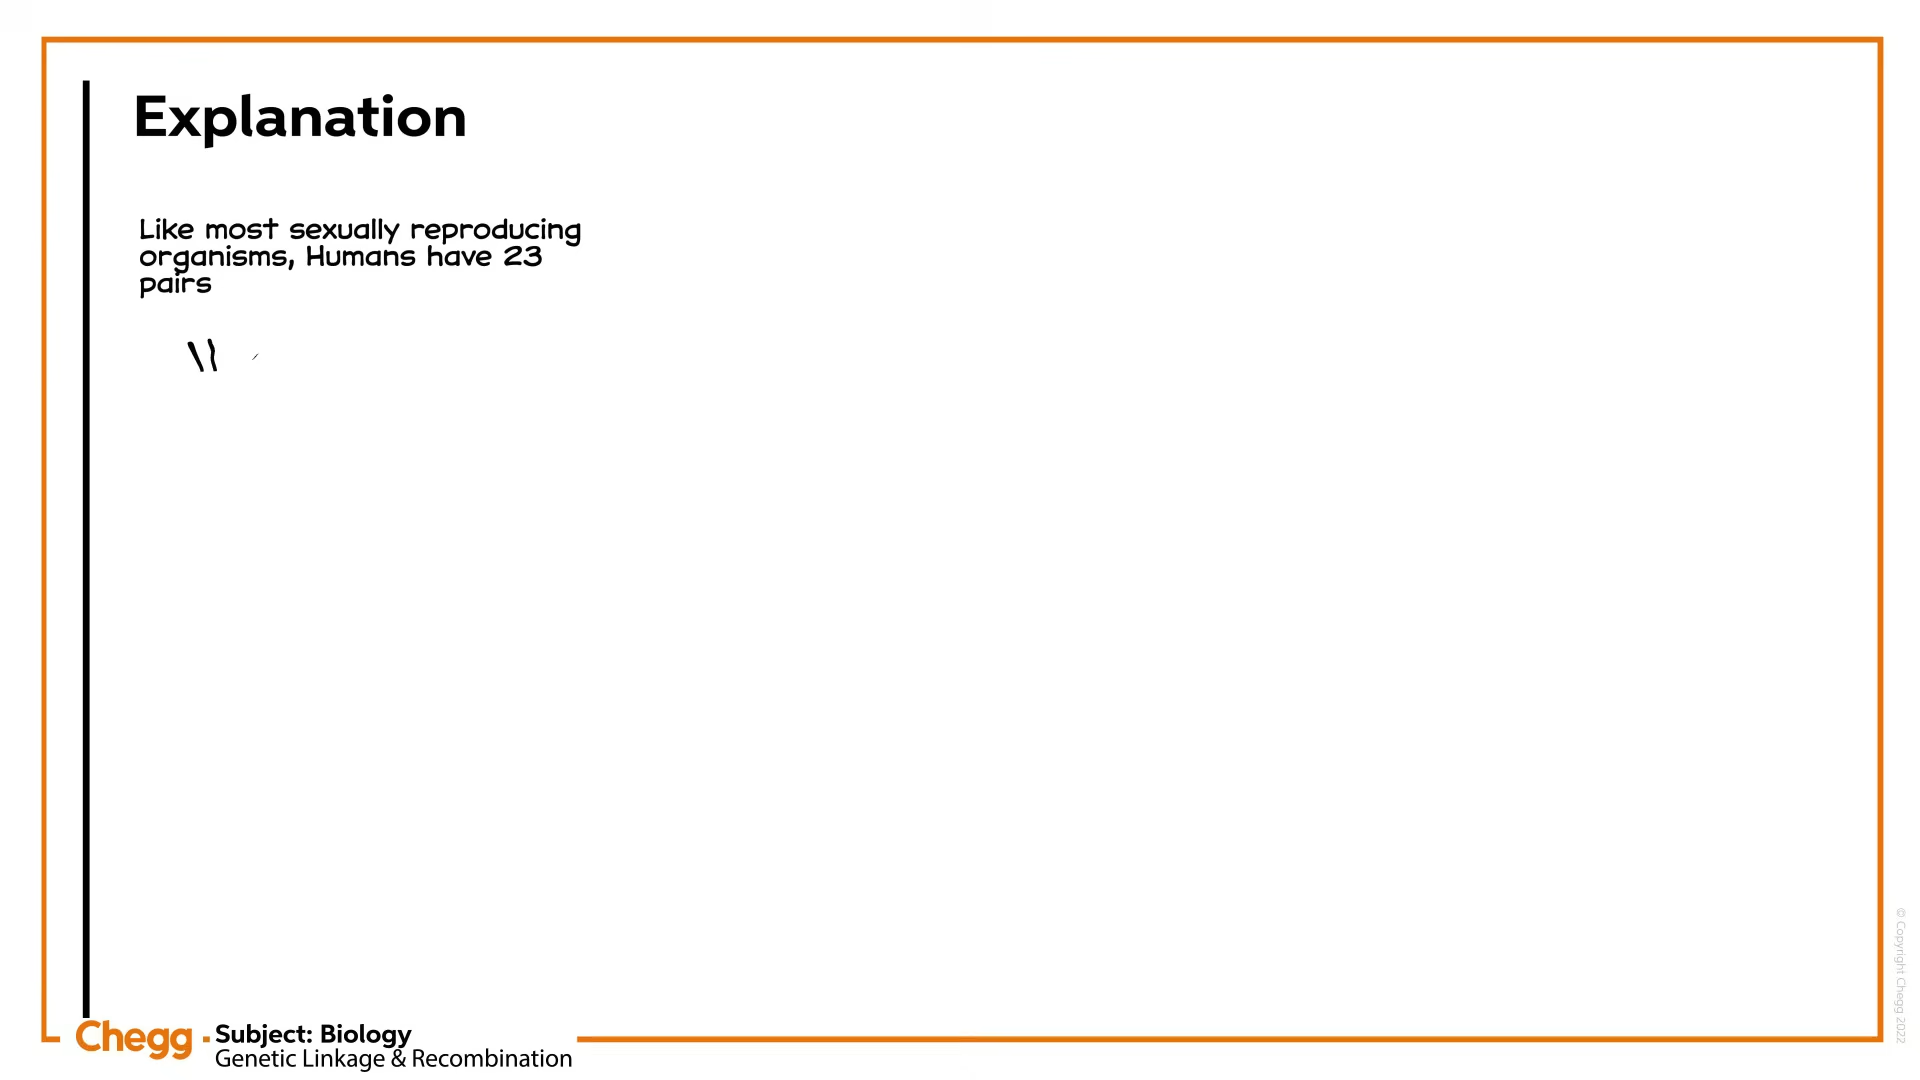 Explanation
Like most sexually reproducing
organisms, Humans have 23
pairs
Chegg
Subject: Biology
Genetic Linkage & Recombination
© Copyright Chegg 2022